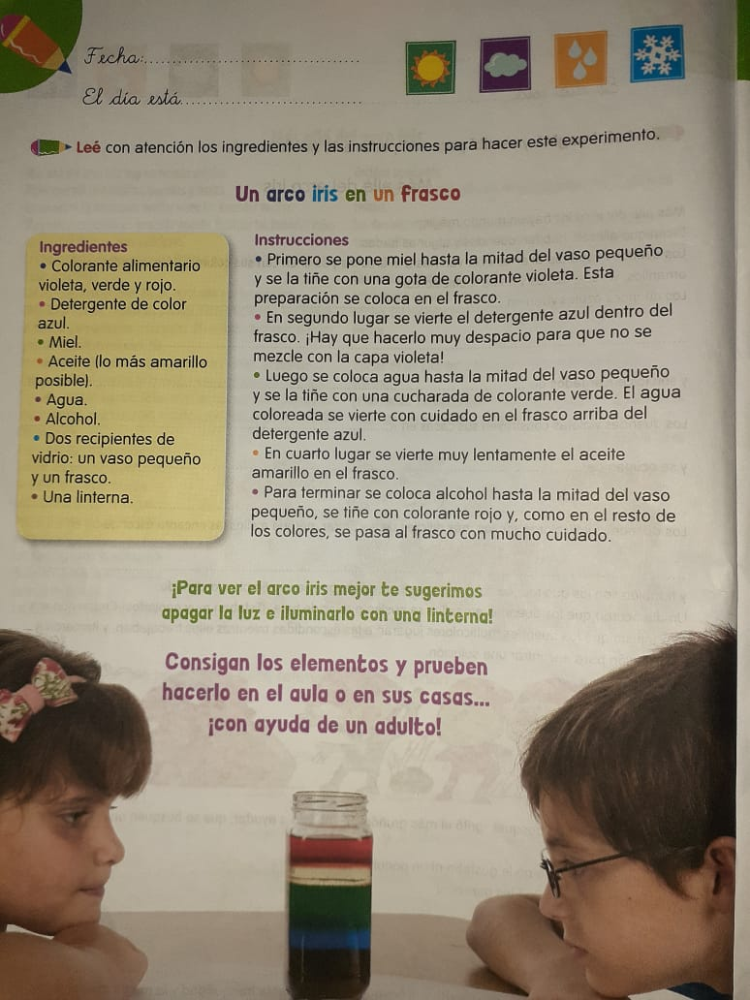 Fecha:
El día está
Leé con atención los ingredientes y las instrucciones para hacer este experimento.
Un arco iris en un frasco
Ingredientes
• Colorante alimentario
violeta, verde y rojo.
• Detergente de color
azul.
• Miel.
• Aceite (lo más amarillo
posible).
• Agua.
• Alcohol.
• Dos recipientes de
vidrio: un vaso pequeño
y un frasco.
• Una linterna.
Instrucciones
• Primero se pone miel hasta la mitad del vaso pequeño
y se la tiñe con una gota de colorante violeta. Esta
preparación se coloca en el frasco.
• En segundo lugar se vierte el detergente azul dentro del
frasco. ¡Hay que hacerlo muy despacio para que no se
mezcle con la capa violeta!
• Luego se coloca agua hasta la mitad del vaso pequeño
y se la tiñe con una cucharada de colorante verde. El agua
coloreada se vierte con cuidado en el frasco arriba del
detergente azul.
• En cuarto lugar se vierte muy lentamente el aceite
amarillo en el frasco.
• Para terminar se coloca alcohol hasta la mitad del vaso
pequeño, se tiñe con colorante rojo y, como en el resto de
los colores, se pasa al frasco con mucho cuidado.
¡Para ver el arco iris mejor te sugerimos
apagar la luz e iluminarlo con una linterna!
Consigan los elementos y prueben
hacerlo en el aula o en sus casas...
¡con ayuda de un adulto!